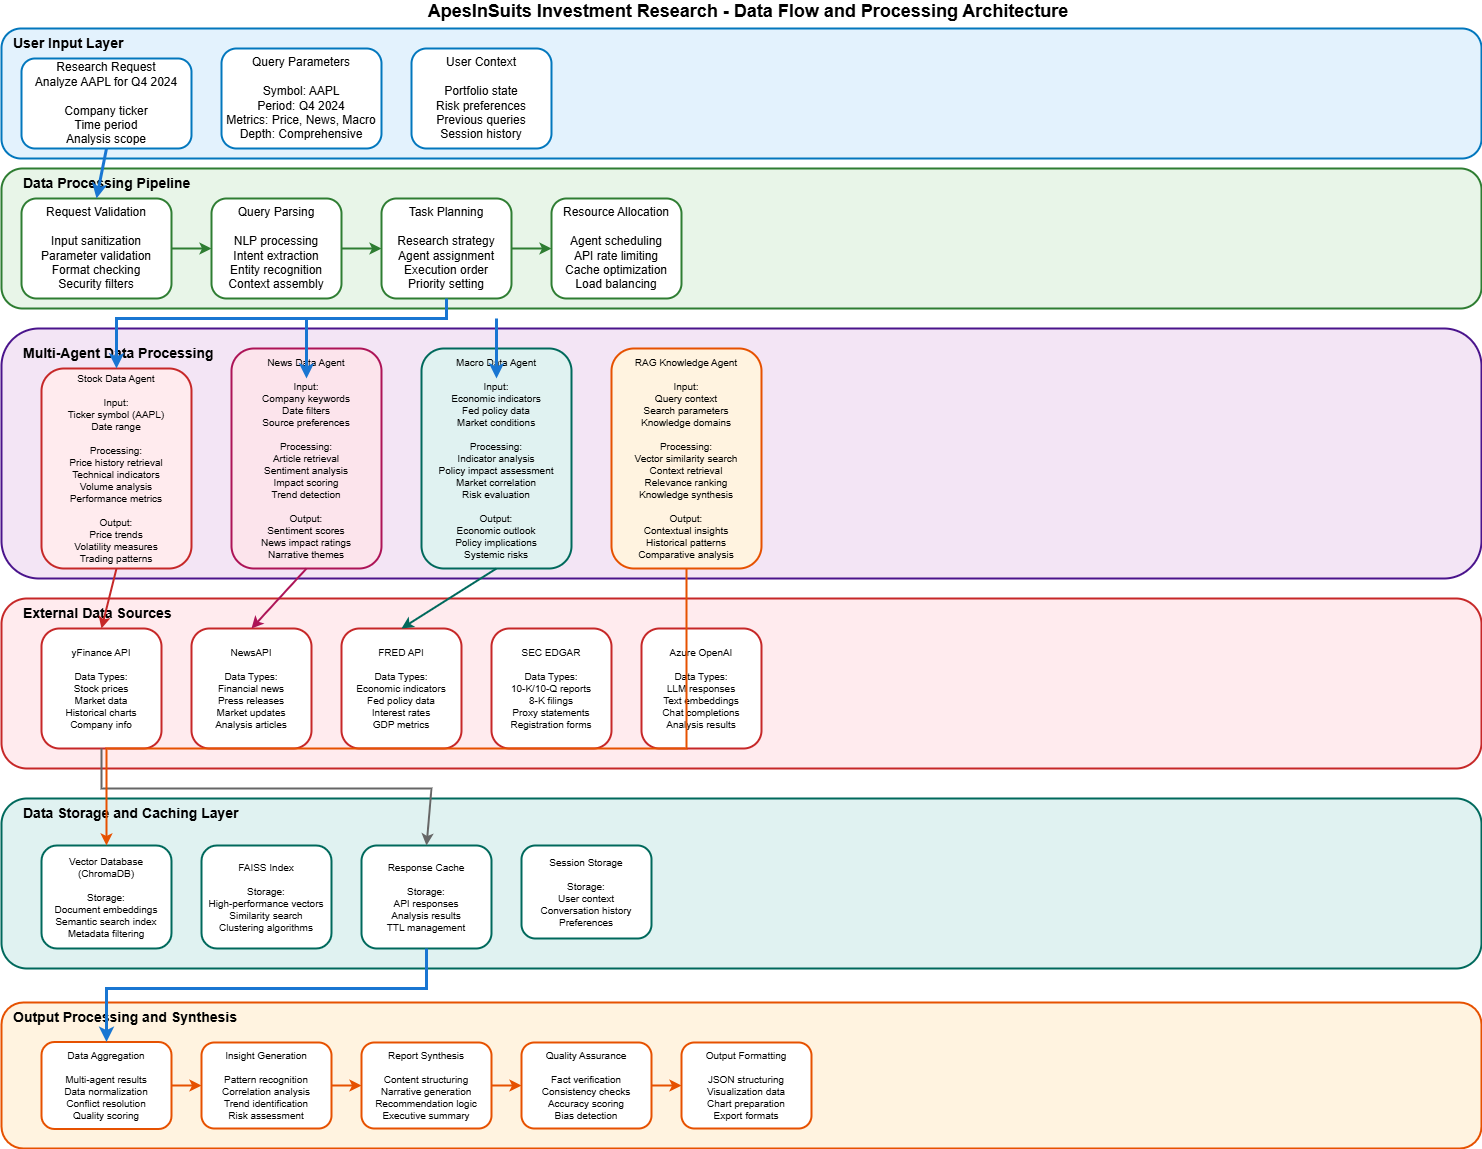 ApesInSuits Investment Research - Data Flow and Processing Architecture
User Input Layer
Research Request
Analyze AAPL for Q4 2024
Company ticker
Time period
Analysis scope
Query Parameters
Symbol: AAPL
Period: Q4 2024
Metrics: Price, News, Macro
Depth: Comprehensive
User Context
Portfolio state
Risk preferences
Previous queries
Session history
Data Processing Pipeline
Request Validation
Input sanitization
Parameter validation
Format checking
Security filters
Query Parsing
NLP processing
Intent extraction
Entity recognition
Context assembly
Task Planning
Research strategy
Agent assignment
Execution order
Priority setting
Resource Allocation
Agent scheduling
API rate limiting
Cache optimization
Load balancing
Multi-Agent Data Processing
Stock Data Agent
Input:
Ticker symbol (AAPL)
Date range
Processing:
Price history retrieval
Technical indicators
Volume analysis
Performance metrics
Output:
Price trends
Volatility measures
Trading patterns
News Data Agent
Input:
Company keywords
Date filters
Source preferences
Processing:
Article retrieval
Sentiment analysis
Impact scoring
Trend detection
Output:
Sentiment scores
News impact ratings
Narrative themes
Macro Data Agent
Input:
Economic indicators
Fed policy data
Market conditions
Processing:
Indicator analysis
Policy impact assessment
Market correlation
Risk evaluation
Output:
Economic outlook
Policy implications
Systemic risks
RAG Knowledge Agent
Input:
Query context
Search parameters
Knowledge domains
Processing:
Vector similarity search
Context retrieval
Relevance ranking
Knowledge synthesis
Output:
Contextual insights
Historical patterns
Comparative analysis
External Data Sources
yFinance API
Data Types:
Stock prices
Market data
Historical charts
Company info
NewsAPI
Data Types:
Financial news
Press releases
Market updates
Analysis articles
FRED API
Data Types:
Economic indicators
Fed policy data
Interest rates
GDP metrics
SEC EDGAR
Data Types:
10-K/10-Q reports
8-K filings
Proxy statements
Registration forms
Azure OpenAI
Data Types:
LLM responses
Text embeddings
Chat completions
Analysis results
Data Storage and Caching Layer
Vector Database
(ChromaDB)
Storage:
Document embeddings
Semantic search index
Metadata filtering
FAISS Index
Storage:
High-performance vectors
Similarity search
Clustering algorithms
Response Cache
Storage:
API responses
Analysis results
TTL management
Session Storage
Storage:
User context
Conversation history
Preferences
Output Processing and Synthesis
Data Aggregation
Multi-agent results
Data normalization
Conflict resolution
Quality scoring
Insight Generation
Pattern recognition
Correlation analysis
Trend identification
Risk assessment
Report Synthesis
Content structuring
Narrative generation
Recommendation logic
Executive summary
Quality Assurance
Fact verification
Consistency checks
Accuracy scoring
Bias detection
Output Formatting
JSON structuring
Visualization data
Chart preparation
Export formats